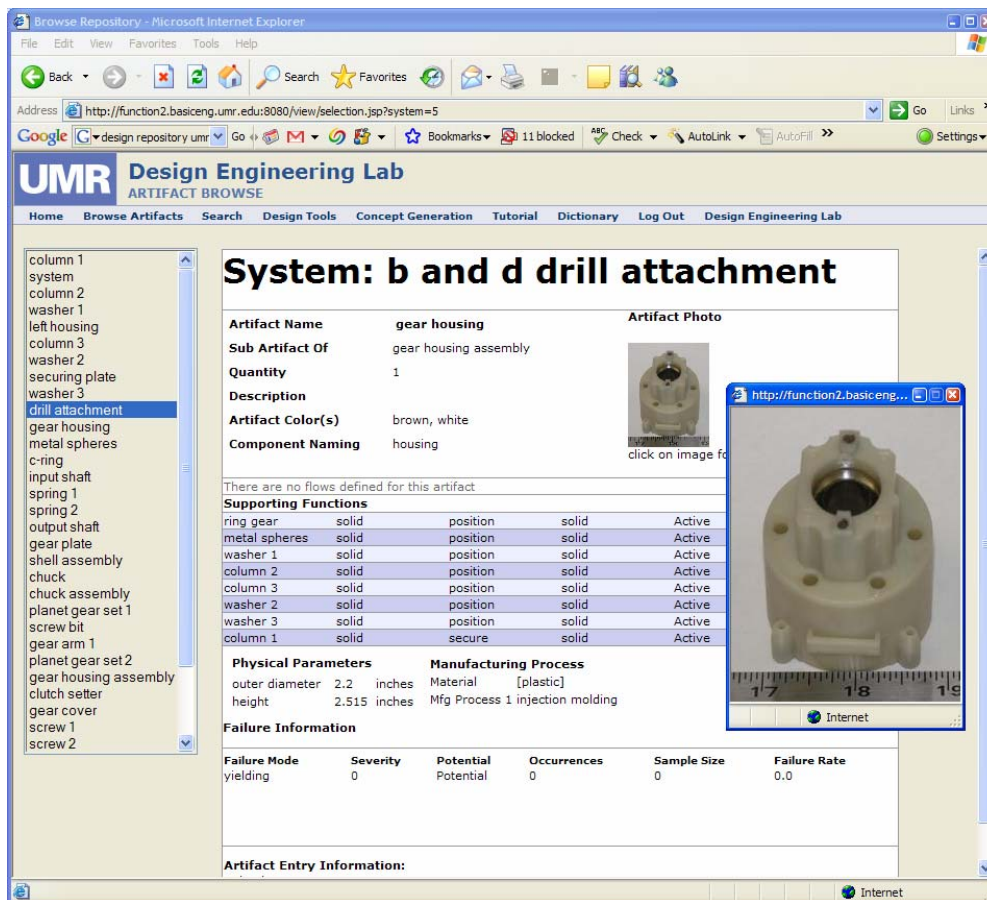 Browse Repository - Microsoft Internet Explorer
File Edit View Favorites Tools Help
Back Search Favorites
Address http://function2.basiceng.umr.edu:8080/view/selection.jsp?system=5 Go Links »
Google G design repository umr Go Bookmarks 11 blocked ABC Check AutoLink AutoFill » Settings
UMR Design Engineering Lab
ARTIFACT BROWSE
Home Browse Artifacts Search Design Tools Concept Generation Tutorial Dictionary Log Out Design Engineering Lab
column 1
system
column 2
washer 1
left housing
column 3
washer 2
securing plate
washer 3
drill attachment
gear housing
metal spheres
c-ring
input shaft
spring 1
spring 2
output shaft
gear plate
shell assembly
chuck
chuck assembly
planet gear set 1
screw bit
gear arm 1
planet gear set 2
gear housing assembly
clutch setter
gear cover
screw 1
screw 2
System: b and d drill attachment
Artifact Name gear housing
Sub Artifact Of gear housing assembly
Quantity 1
Description
Artifact Color(s) brown, white
Component Naming housing
Artifact Photo
click on image fo
There are no flows defined for this artifact
Supporting Functions
ring gear solid position solid Active
metal spheres solid position solid Active
washer 1 solid position solid Active
column 2 solid position solid Active
column 3 solid position solid Active
washer 2 solid position solid Active
washer 3 solid position solid Active
column 1 solid secure solid Active
Physical Parameters
outer diameter 2.2 inches
height 2.515 inches
Manufacturing Process
Material [plastic]
Mfg Process 1 injection molding
Failure Information
Failure Mode Severity Potential Occurrences Sample Size Failure Rate
yielding 0 Potential 0 0 0.0
Artifact Entry Information:
http://function2.basiceng...
17 18 19
Internet
Internet